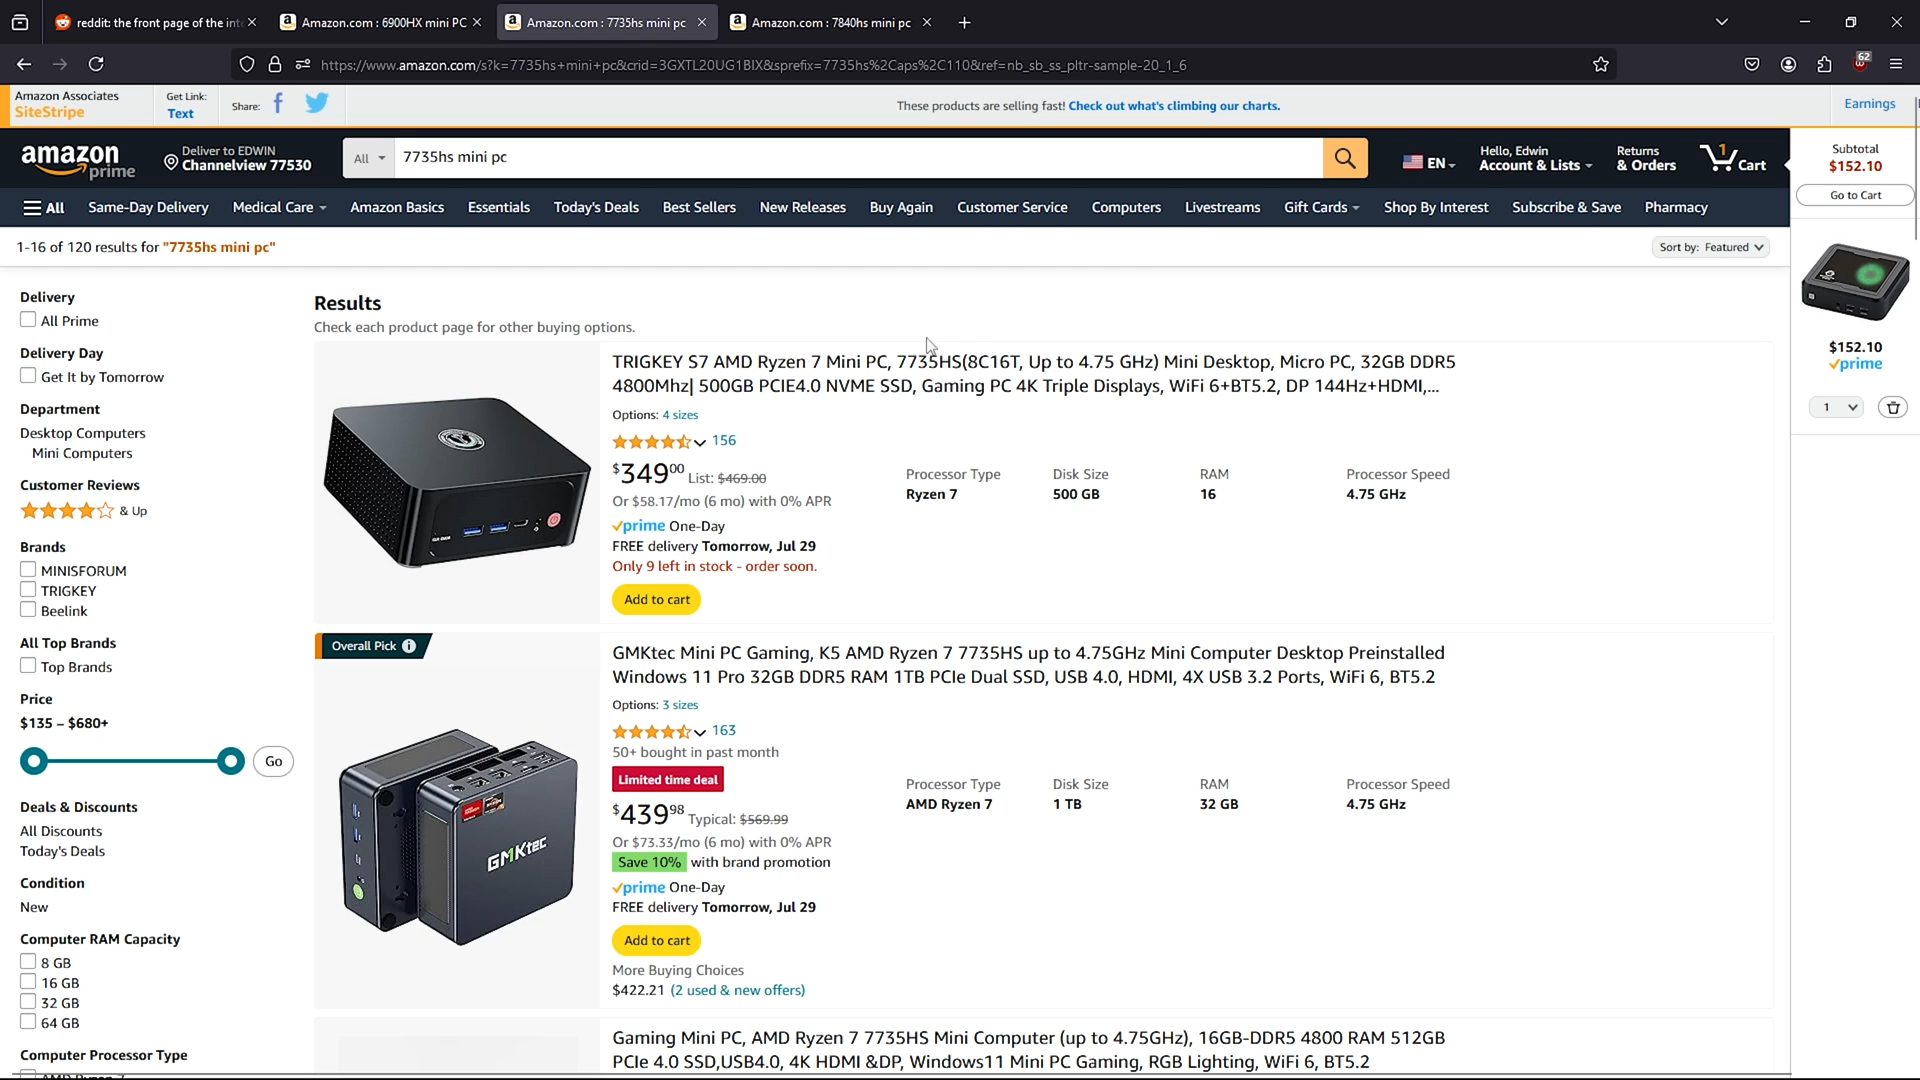 reddit: the front page of the inte
Amazon.com : 6900HX mini PC
Amazon.com : 7735hs mini pc
Amazon.com : 7840hs mini pc
https://www.amazon.com/s?k=7735hs+mini+pc&crid=3GXTL20UG1BIX&sprefix=7735hs%2Caps%2C110&ref=nb_sb_ss_pltr-sample-20_1_6
62
Amazon Associates
SiteStripe
Get Link:
Text
Share:
These products are selling fast! Check out what's climbing our charts.
Earnings
amazon prime
Deliver to EDWIN
Channelview 77530
All
7735hs mini pc
EN
Hello, Edwin
Account & Lists
Returns
& Orders
1
Cart
Subtotal
$152.10
Go to Cart
All
Same-Day Delivery
Medical Care
Amazon Basics
Essentials
Today's Deals
Best Sellers
New Releases
Buy Again
Customer Service
Computers
Livestreams
Gift Cards
Shop By Interest
Subscribe & Save
Pharmacy
1-16 of 120 results for "7735hs mini pc"
Sort by: Featured
$152.10
prime
1
Delivery
All Prime
Delivery Day
Get It by Tomorrow
Department
Desktop Computers
Mini Computers
Customer Reviews
& Up
Brands
MINISFORUM
TRIGKEY
Beelink
All Top Brands
Top Brands
Price
$135 – $680+
Go
Deals & Discounts
All Discounts
Today's Deals
Condition
New
Computer RAM Capacity
8 GB
16 GB
32 GB
64 GB
Computer Processor Type
AMD Ryzen 7
Results
Check each product page for other buying options.
TRIGKEY S7 AMD Ryzen 7 Mini PC, 7735HS(8C16T, Up to 4.75 GHz) Mini Desktop, Micro PC, 32GB DDR5
4800Mhz| 500GB PCIE4.0 NVME SSD, Gaming PC 4K Triple Displays, WiFi 6+BT5.2, DP 144Hz+HDMI,...
Options: 4 sizes
156
$349.00 List: $469.00
Or $58.17/mo (6 mo) with 0% APR
prime One-Day
FREE delivery Tomorrow, Jul 29
Only 9 left in stock - order soon.
Add to cart
Processor Type
Ryzen 7
Disk Size
500 GB
RAM
16
Processor Speed
4.75 GHz
Overall Pick
GMKtec
GMKtec Mini PC Gaming, K5 AMD Ryzen 7 7735HS up to 4.75GHz Mini Computer Desktop Preinstalled
Windows 11 Pro 32GB DDR5 RAM 1TB PCIe Dual SSD, USB 4.0, HDMI, 4X USB 3.2 Ports, WiFi 6, BT5.2
Options: 3 sizes
163
50+ bought in past month
Limited time deal
$439.98 Typical: $569.99
Or $73.33/mo (6 mo) with 0% APR
Save 10% with brand promotion
prime One-Day
FREE delivery Tomorrow, Jul 29
Add to cart
More Buying Choices
$422.21 (2 used & new offers)
Processor Type
AMD Ryzen 7
Disk Size
1 TB
RAM
32 GB
Processor Speed
4.75 GHz
Gaming Mini PC, AMD Ryzen 7 7735HS Mini Computer (up to 4.75GHz), 16GB-DDR5 4800 RAM 512GB
PCIe 4.0 SSD,USB4.0, 4K HDMI &DP, Windows11 Mini PC Gaming, RGB Lighting, WiFi 6, BT5.2